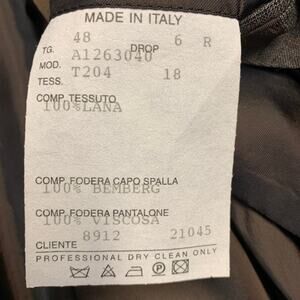 MADE IN ITALY
48 6 R
TG. DROP
A1263040
MOD.
T204 18
TESS.
COMP. TESSUTO
100%LANA
COMP. FODERA CAPO SPALLA
100% BEMBERG
COMP. FODERA PANTALONE
100% VISCOSA
8912 21045
CLIENTE
PROFESSIONAL DRY CLEAN ONLY
P